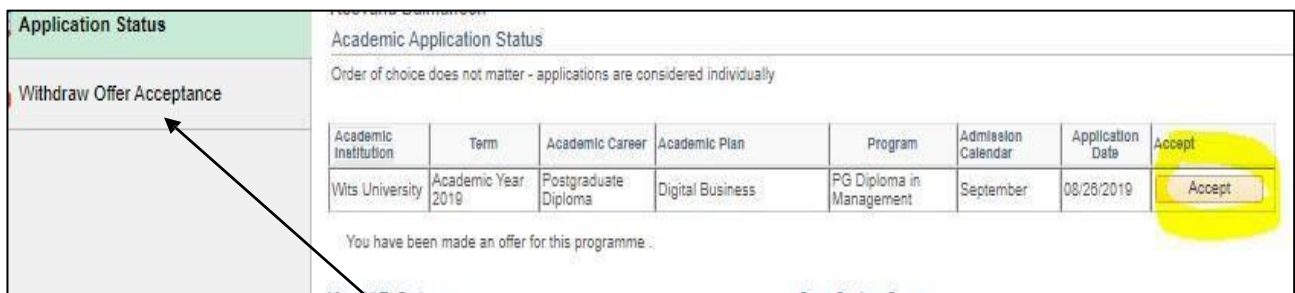 Application Status
Withdraw Offer Acceptance
Academic Application Status
Order of choice does not matter - applications are considered individually
Academic Institution Term Academic Career Academic Plan Program Admission Calendar Application Date Accept
Wits University Academic Year 2019 Postgraduate Diploma Digital Business PG Diploma in Management September 08/26/2019 Accept
You have been made an offer for this programme .